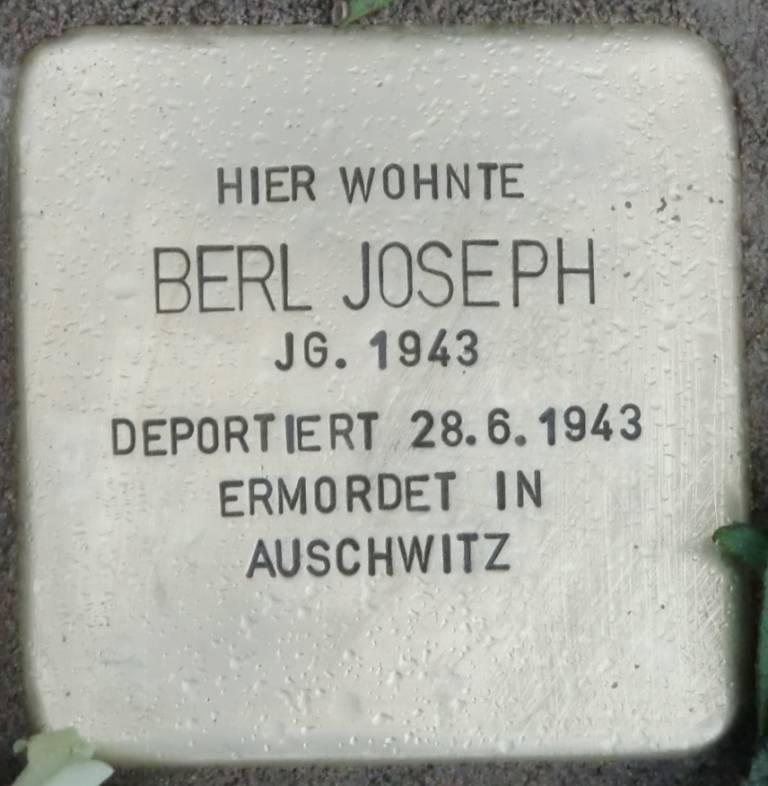 HIER WOHNTE
BERL JOSEPH
JG. 1943
DEPORTIERT 28.6.1943
ERMORDET IN
AUSCHWITZ